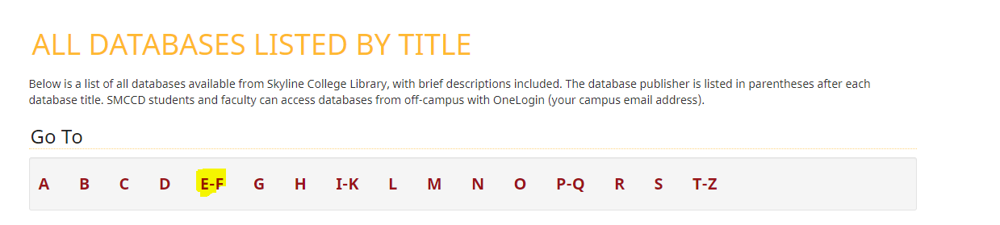 ALL DATABASES LISTED BY TITLE
Below is a list of all databases available from Skyline College Library, with brief descriptions included. The database publisher is listed in parentheses after each
database title. SMCCD students and faculty can access databases from off-campus with OneLogin (your campus email address).
Go To
A B C D E-F G H I-K L M N O P-Q R S T-Z